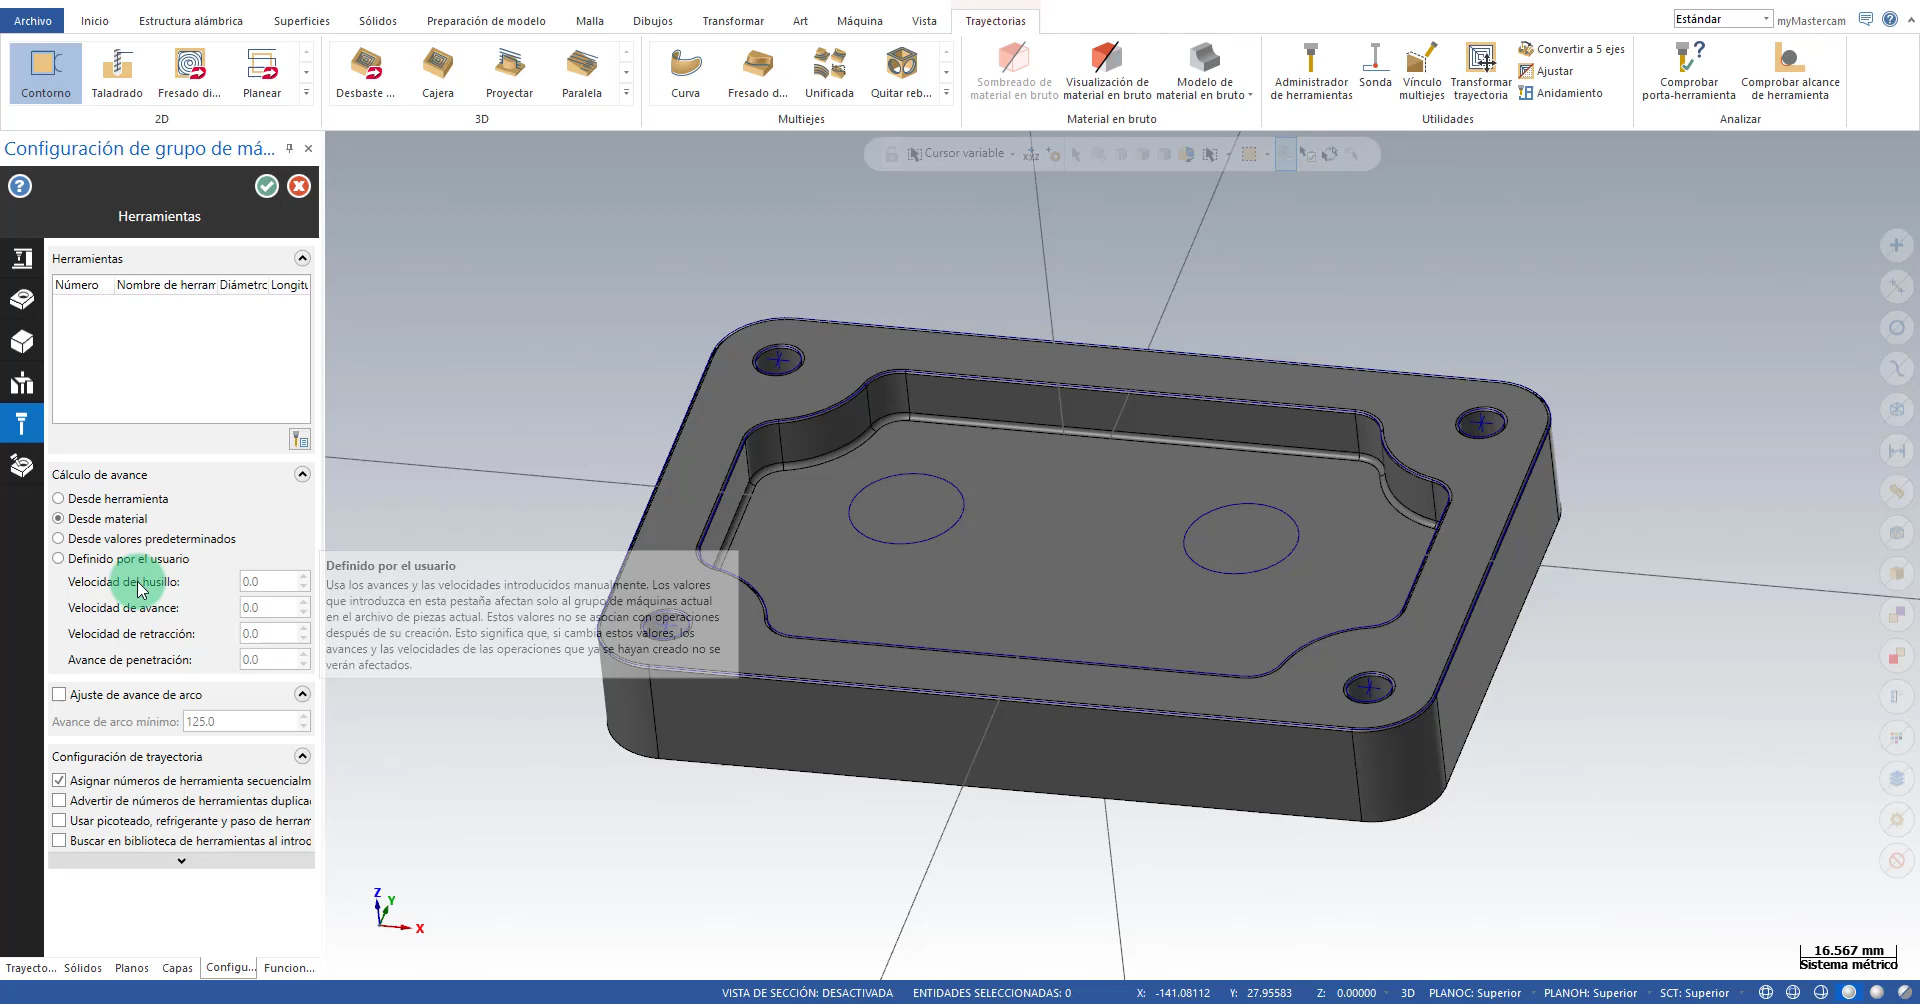 Archivo
Inicio
Estructura alámbrica
Superficies
Sólidos
Preparación de modelo
Malla
Dibujos
Transformar
Art
Máquina
Vista
Trayectorias
Estándar
myMastercam
Contorno
Taladrado
Fresado di...
Planear
2D
Desbaste ...
Cajera
Proyectar
Paralela
3D
Curva
Fresado d...
Unificada
Quitar reb...
Multiejes
Sombreado de
material en bruto
Visualización de
material en bruto
Modelo de
material en bruto
Material en bruto
Administrador
de herramientas
Sonda
Vínculo
multiejes
Transformar
trayectoria
Convertir a 5 ejes
Ajustar
Anidamiento
Utilidades
Comprobar
porta-herramienta
Comprobar alcance
de herramienta
Analizar
Configuración de grupo de má...
Cursor variable
Herramientas
Herramientas
Número
Nombre de herram
Diámetro
Longitu
Cálculo de avance
Desde herramienta
Desde material
Desde valores predeterminados
Definido por el usuario
Velocidad del husillo: 0.0
Velocidad de avance: 0.0
Velocidad de retracción: 0.0
Avance de penetración: 0.0
Definido por el usuario
Usa los avances y las velocidades introducidos manualmente. Los valores
que introduzca en esta pestaña afectan solo al grupo de máquinas actual
en el archivo de piezas actual. Estos valores no se asocian con operaciones
después de su creación. Esto significa que, si cambia estos valores, los
avances y las velocidades de las operaciones que ya se hayan creado no se
verán afectados.
Ajuste de avance de arco
Avance de arco mínimo: 125.0
Configuración de trayectoria
Asignar números de herramienta secuencialm
Advertir de números de herramientas duplica
Usar picoteado, refrigerante y paso de herram
Buscar en biblioteca de herramientas al introd
Z
Y
X
16.567 mm
Sistema métrico
Trayecto...
Sólidos
Planos
Capas
Configu...
Funcion...
VISTA DE SECCIÓN: DESACTIVADA
ENTIDADES SELECCIONADAS: 0
X: -141.08112
Y: 27.95583
Z: 0.00000
3D
PLANOC: Superior
PLANOH: Superior
SCT: Superior